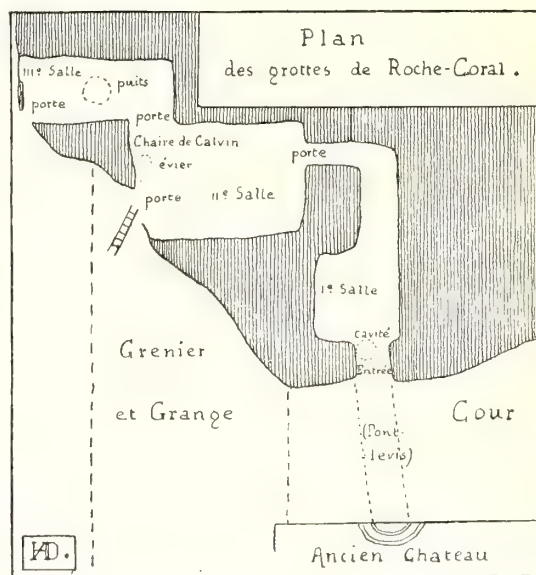 Plan
des grottes de Roche-Coral.
IIIe Salle
puits
porte
porte
Chaire de Calvin
évier
porte
porte
IIe Salle
Ie Salle
Cavité
Entrée
Grenier
et Grange
Cour
(Pont-
-levis)
Ancien Chateau
HAD.